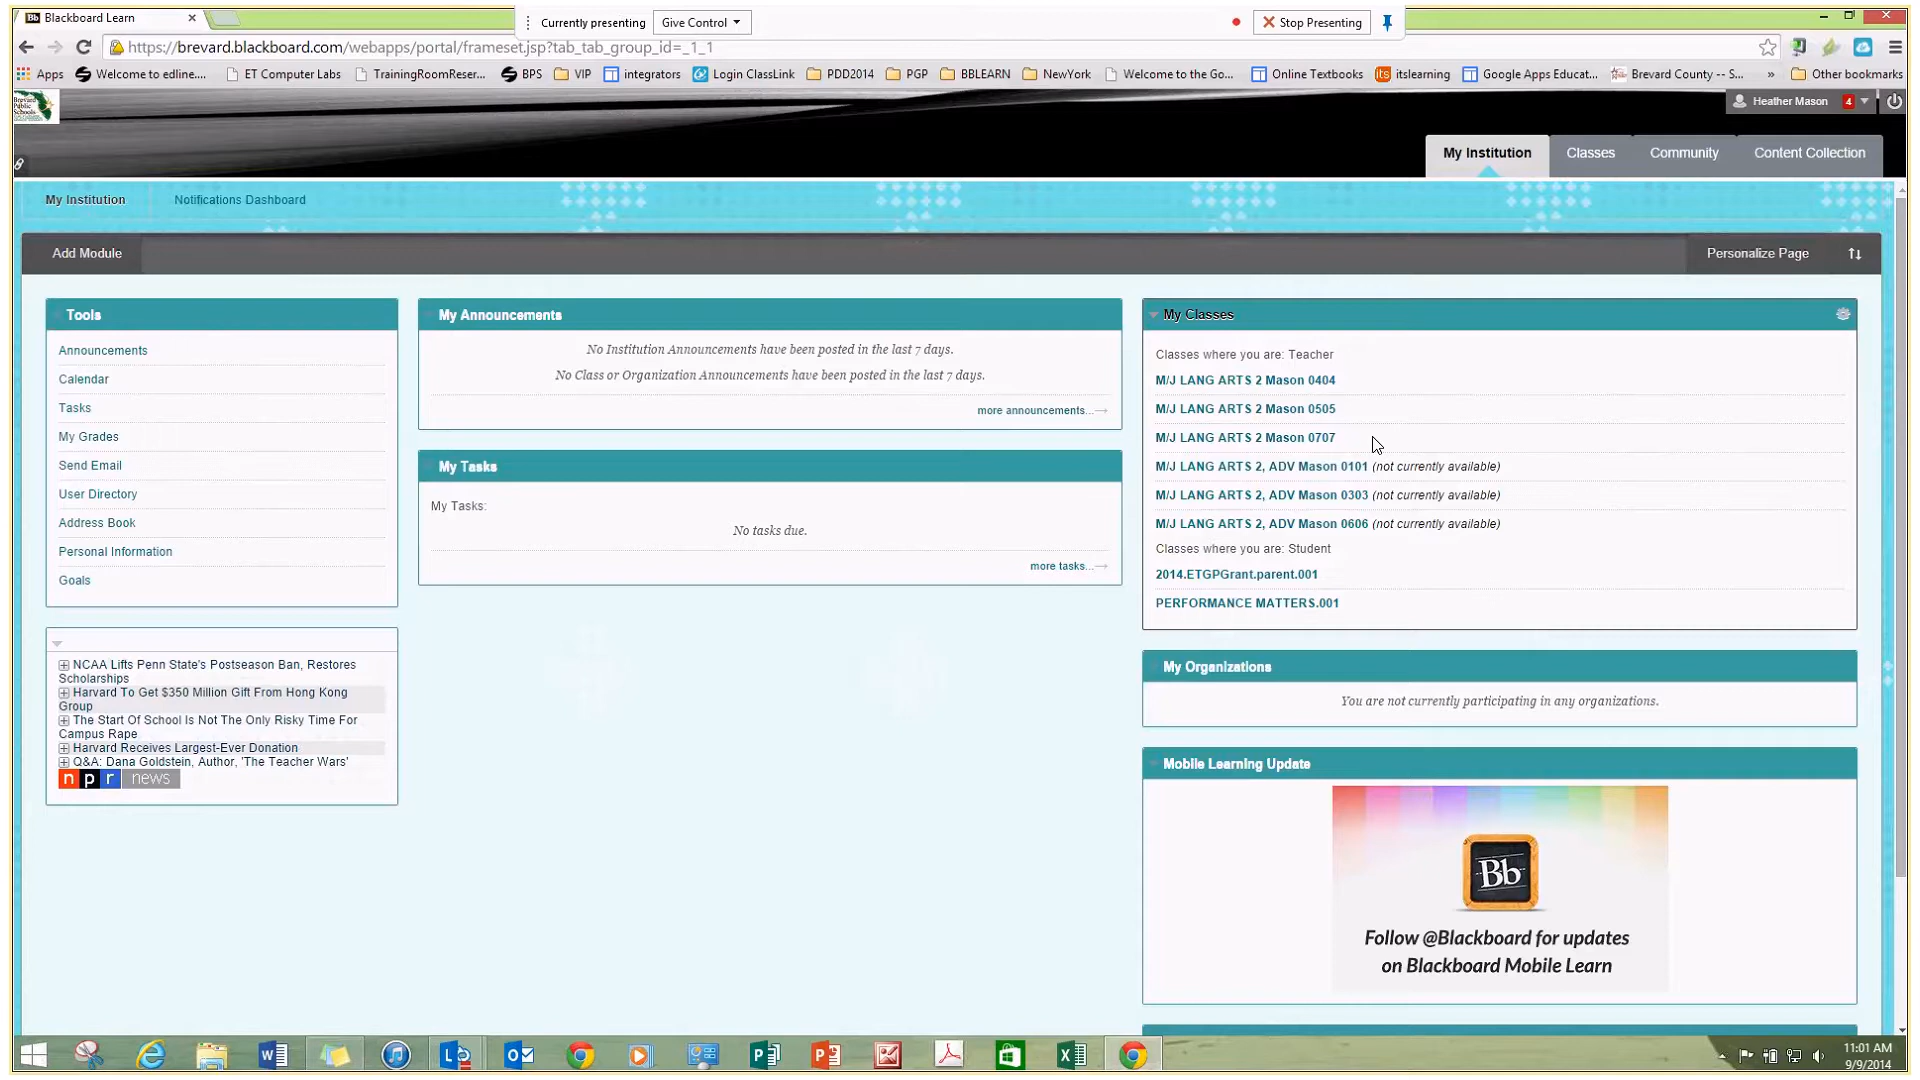 Blackboard Learn
Currently presenting
Give Control
Stop Presenting
https://brevard.blackboard.com/webapps/portal/frameset.jsp?tab_tab_group_id=_1_1
Apps
Welcome to edline....
ET Computer Labs
TrainingRoomReser...
BPS
VIP
integrators
Login ClassLink
PDD2014
PGP
BBLEARN
NewYork
Welcome to the Go...
Online Textbooks
itslearning
Google Apps Educat...
Brevard County -- S...
»
Other bookmarks
Brevard
Public
Schools
Heather Mason
4
My Institution
Classes
Community
Content Collection
My Institution
Notifications Dashboard
Add Module
Personalize Page
Tools
Announcements
Calendar
Tasks
My Grades
Send Email
User Directory
Address Book
Personal Information
Goals
NCAA Lifts Penn State's Postseason Ban, Restores
Scholarships
Harvard To Get $350 Million Gift From Hong Kong
Group
The Start Of School Is Not The Only Risky Time For
Campus Rape
Harvard Receives Largest-Ever Donation
Q&A: Dana Goldstein, Author, 'The Teacher Wars'
npr news
My Announcements
No Institution Announcements have been posted in the last 7 days.
No Class or Organization Announcements have been posted in the last 7 days.
more announcements...→
My Tasks
My Tasks:
No tasks due.
more tasks...→
My Classes
Classes where you are: Teacher
M/J LANG ARTS 2 Mason 0404
M/J LANG ARTS 2 Mason 0505
M/J LANG ARTS 2 Mason 0707
M/J LANG ARTS 2, ADV Mason 0101 (not currently available)
M/J LANG ARTS 2, ADV Mason 0303 (not currently available)
M/J LANG ARTS 2, ADV Mason 0606 (not currently available)
Classes where you are: Student
2014.ETGPGrant.parent.001
PERFORMANCE MATTERS.001
My Organizations
You are not currently participating in any organizations.
Mobile Learning Update
Bb
Follow @Blackboard for updates
on Blackboard Mobile Learn
11:01 AM
9/9/2014